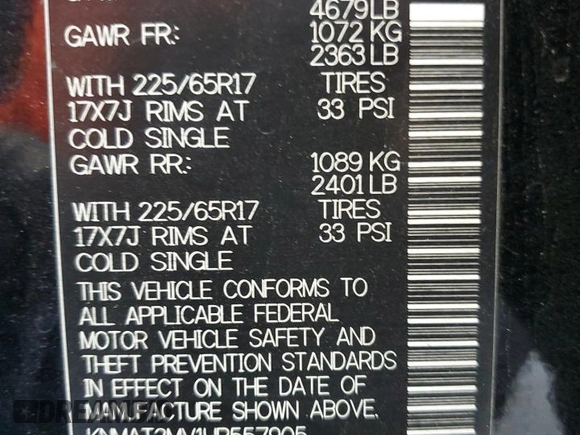 4679LB
GAWR FR: 1072 KG
2363 LB
WITH 225/65R17 TIRES
17X7J RIMS AT 33 PSI
COLD SINGLE
GAWR RR: 1089 KG
2401 LB
WITH 225/65R17 TIRES
17X7J RIMS AT 33 PSI
COLD SINGLE
THIS VEHICLE CONFORMS TO
ALL APPLICABLE FEDERAL
MOTOR VEHICLE SAFETY AND
THEFT PREVENTION STANDARDS
IN EFFECT ON THE DATE OF
MANUFACTURE SHOWN ABOVE